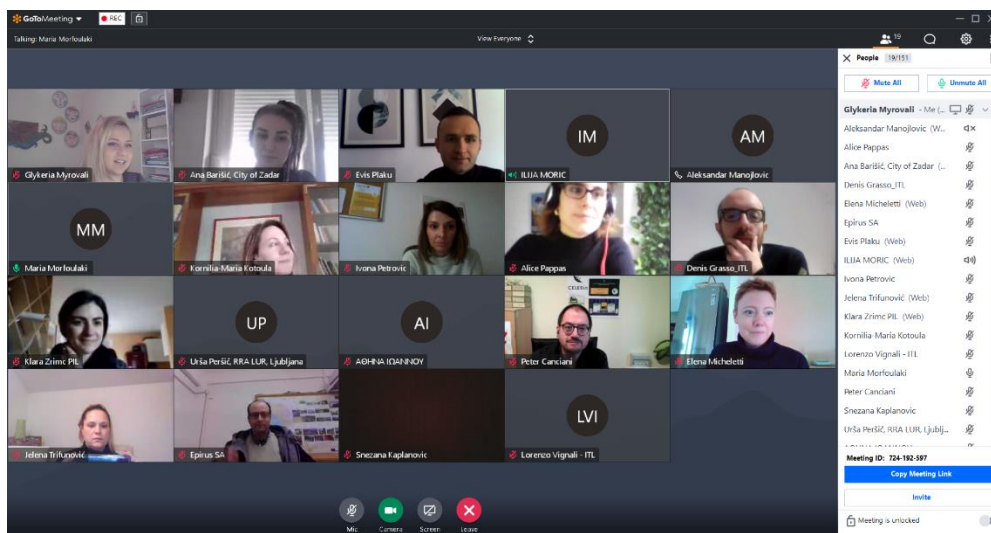 GoToMeeting
REC
Talking: Maria Morfoulaki
View Everyone
19
Glykeria Myrovali
Ana Barišić, City of Zadar
Evis Plaku
IM
ILIJA MORIC
AM
Aleksandar Manojlovic
MM
Maria Morfoulaki
Kornilia-Maria Kotoula
Ivona Petrovic
Alice Pappas
Denis Grasso_ITL
Klara Zrimc PIL
UP
Urša Peršič, RRA LUR, Ljubljana
AI
ΑΘΗΝΑ ΙΩΑΝΝΟΥ
Peter Canciani
Elena Micheletti
Jelena Trifunović
Epirus SA
Snezana Kaplanovic
LVI
Lorenzo Vignali - ITL
Mic
Camera
Screen
Leave
People 19/151
Mute All
Unmute All
Glykeria Myrovali - Me (...
Aleksandar Manojlovic (W...
Alice Pappas
Ana Barišić, City of Zadar (...
Denis Grasso_ITL
Elena Micheletti (Web)
Epirus SA
Evis Plaku (Web)
ILIJA MORIC (Web)
Ivona Petrovic
Jelena Trifunović (Web)
Klara Zrimc PIL (Web)
Kornilia-Maria Kotoula
Lorenzo Vignali - ITL
Maria Morfoulaki
Peter Canciani
Snezana Kaplanovic
Urša Peršič, RRA LUR, Ljublj...
Meeting ID: 724-192-597
Copy Meeting Link
Invite
Meeting is unlocked